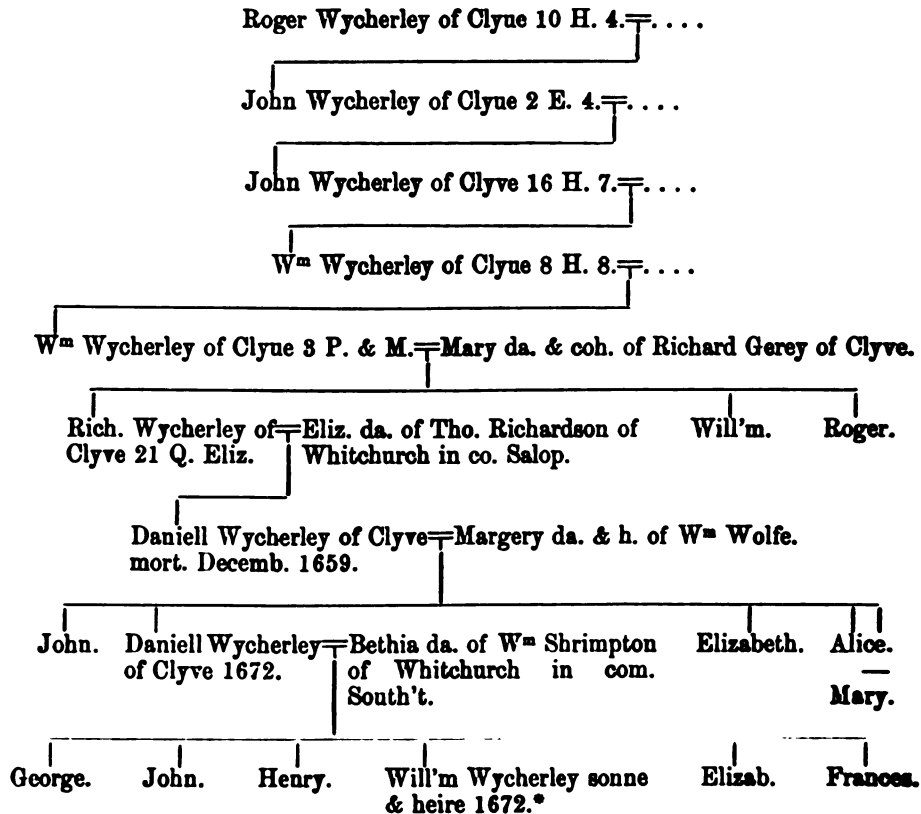 Roger Wycherley of Clyue 10 H. 4.=....
John Wycherley of Clyue 2 E. 4.=....
John Wycherley of Clyve 16 H. 7.=....
Wᵐ Wycherley of Clyue 8 H. 8.=....
Wᵐ Wycherley of Clyue 3 P. & M.=Mary da. & coh. of Richard Gerey of Clyve.
Rich. Wycherley of=Eliz. da. of Tho. Richardson of Will'm. Roger.
Clyve 21 Q. Eliz. Whitchurch in co. Salop.
Daniell Wycherley of Clyve=Margery da. & h. of Wᵐ Wolfe.
mort. Decemb. 1659.
John. Daniell Wycherley=Bethia da. of Wᵐ Shrimpton Elizabeth. Alice.
of Clyve 1672. of Whitchurch in com.
South't. Mary.
George. John. Henry. Will'm Wycherley sonne Elizab. Frances.
& heire 1672.*